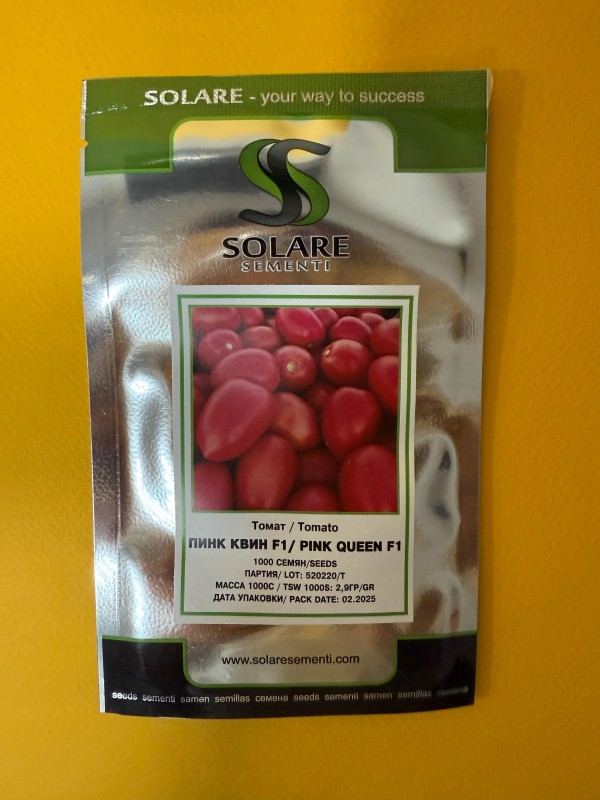 SOLARE - your way to success
SOLARE
SEMENTI
Томат / Tomato
ПИНК КВИН F1/ PINK QUEEN F1
1000 СЕМЯН/SEEDS
ПАРТИЯ/ LOT: 520220/T
МАССА 1000С / TSW 1000S: 2,9ГР/GR
ДАТА УПАКОВКИ/ PACK DATE: 02.2025
www.solaresementi.com
seeds sementi samen semillas семена seeds sementi samen semillas семена